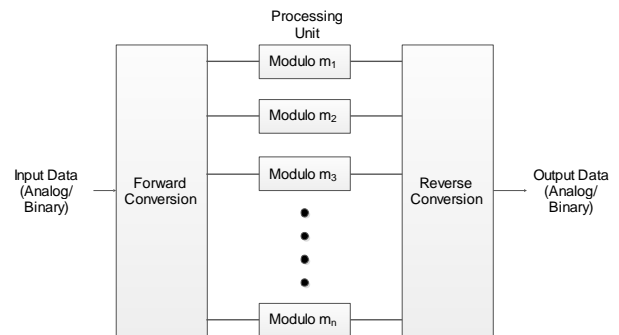 Processing
Unit
Modulo m₁
Modulo m₂
Input Data
(Analog/
Binary)
Forward
Conversion
Modulo m₃
Reverse
Conversion
Output Data
(Analog/
Binary)
Modulo mₙ